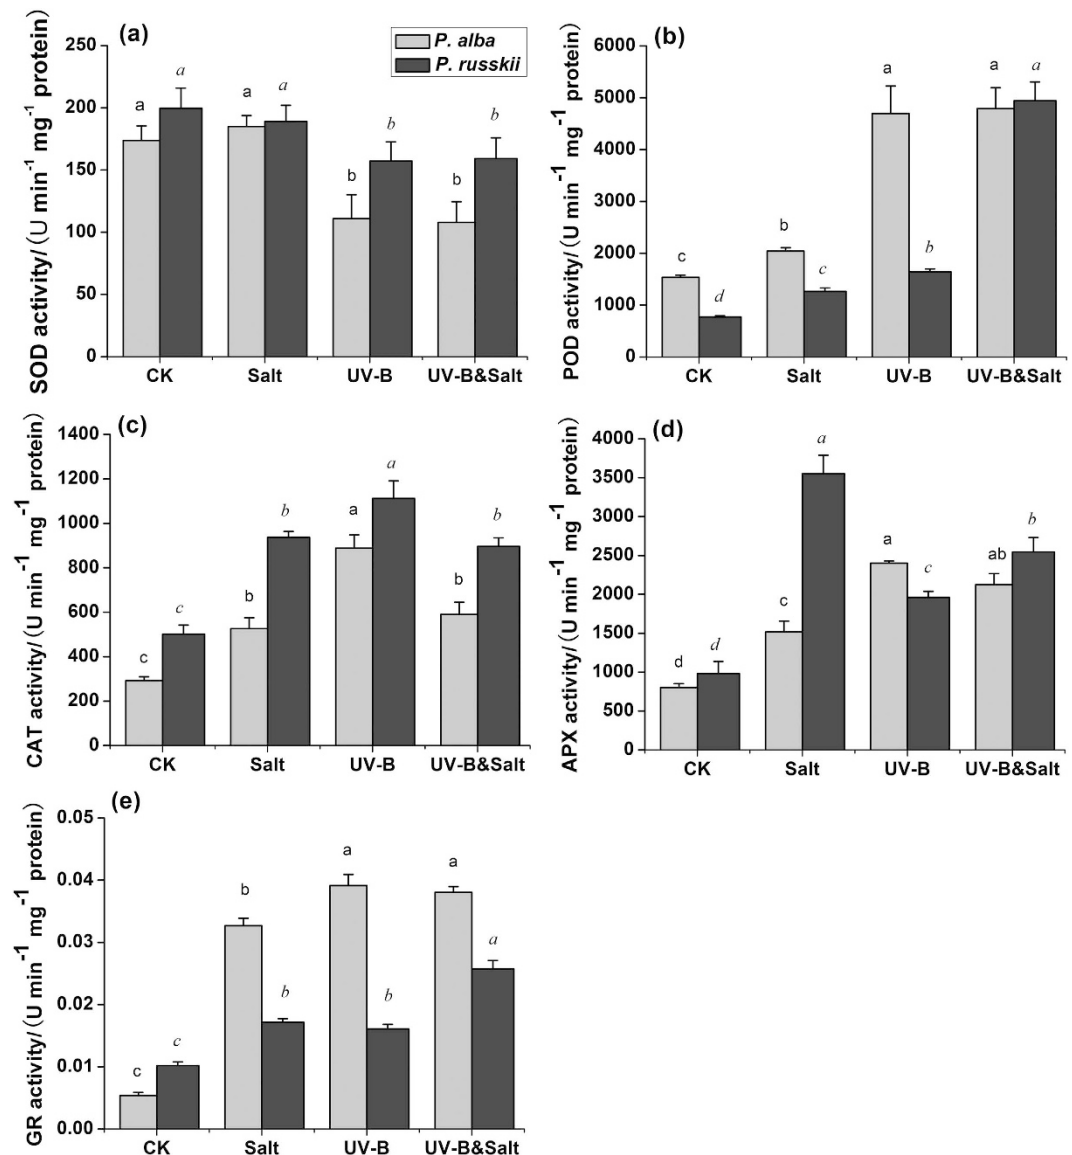 (a)
P. alba
P. russkii
SOD activity/(U min⁻¹ mg⁻¹ protein)
250
200
150
100
50
0
a a a a b b b b
CK Salt UV-B UV-B&Salt
(b)
POD activity/(U min⁻¹ mg⁻¹ protein)
6000
5000
4000
3000
2000
1000
0
c d b c a b a a
CK Salt UV-B UV-B&Salt
(c)
CAT activity/(U min⁻¹ mg⁻¹ protein)
1400
1200
1000
800
600
400
200
0
c c b b a a b b
CK Salt UV-B UV-B&Salt
(d)
APX activity/(U min⁻¹ mg⁻¹ protein)
4000
3500
3000
2500
2000
1500
1000
500
0
d d c a a c ab b
CK Salt UV-B UV-B&Salt
(e)
GR activity/(U min⁻¹ mg⁻¹ protein)
0.05
0.04
0.03
0.02
0.01
0.00
c c b b a b a a
CK Salt UV-B UV-B&Salt